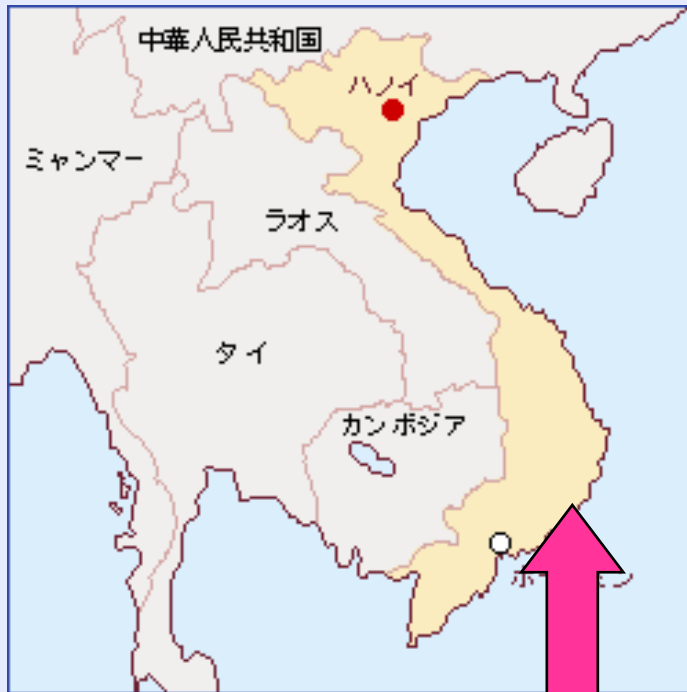 中華人民共和国
ハノイ
ミャンマー
ラオス
タイ
カンボジア